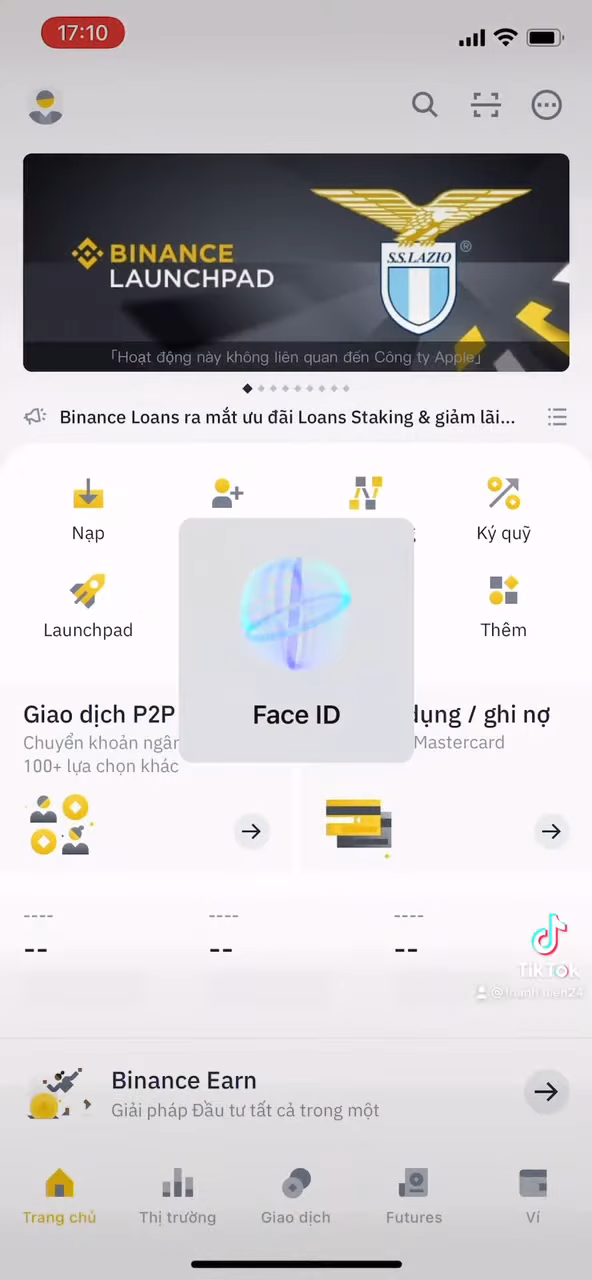 17:10
BINANCE
LAUNCHPAD
S.S.LAZIO
®
「Hoạt động này không liên quan đến Công ty Apple」
Binance Loans ra mắt ưu đãi Loans Staking & giảm lãi...
Nạp
Ký quỹ
Launchpad
Thêm
Face ID
Giao dịch P2P
dụng / ghi nợ
Chuyển khoản
Mastercard
100+ lựa chọn khác
----
----
----
--
--
--
TikTok
Binance Earn
Giải pháp Đầu tư tất cả trong một
Trang chủ
Thị trường
Giao dịch
Futures
Ví